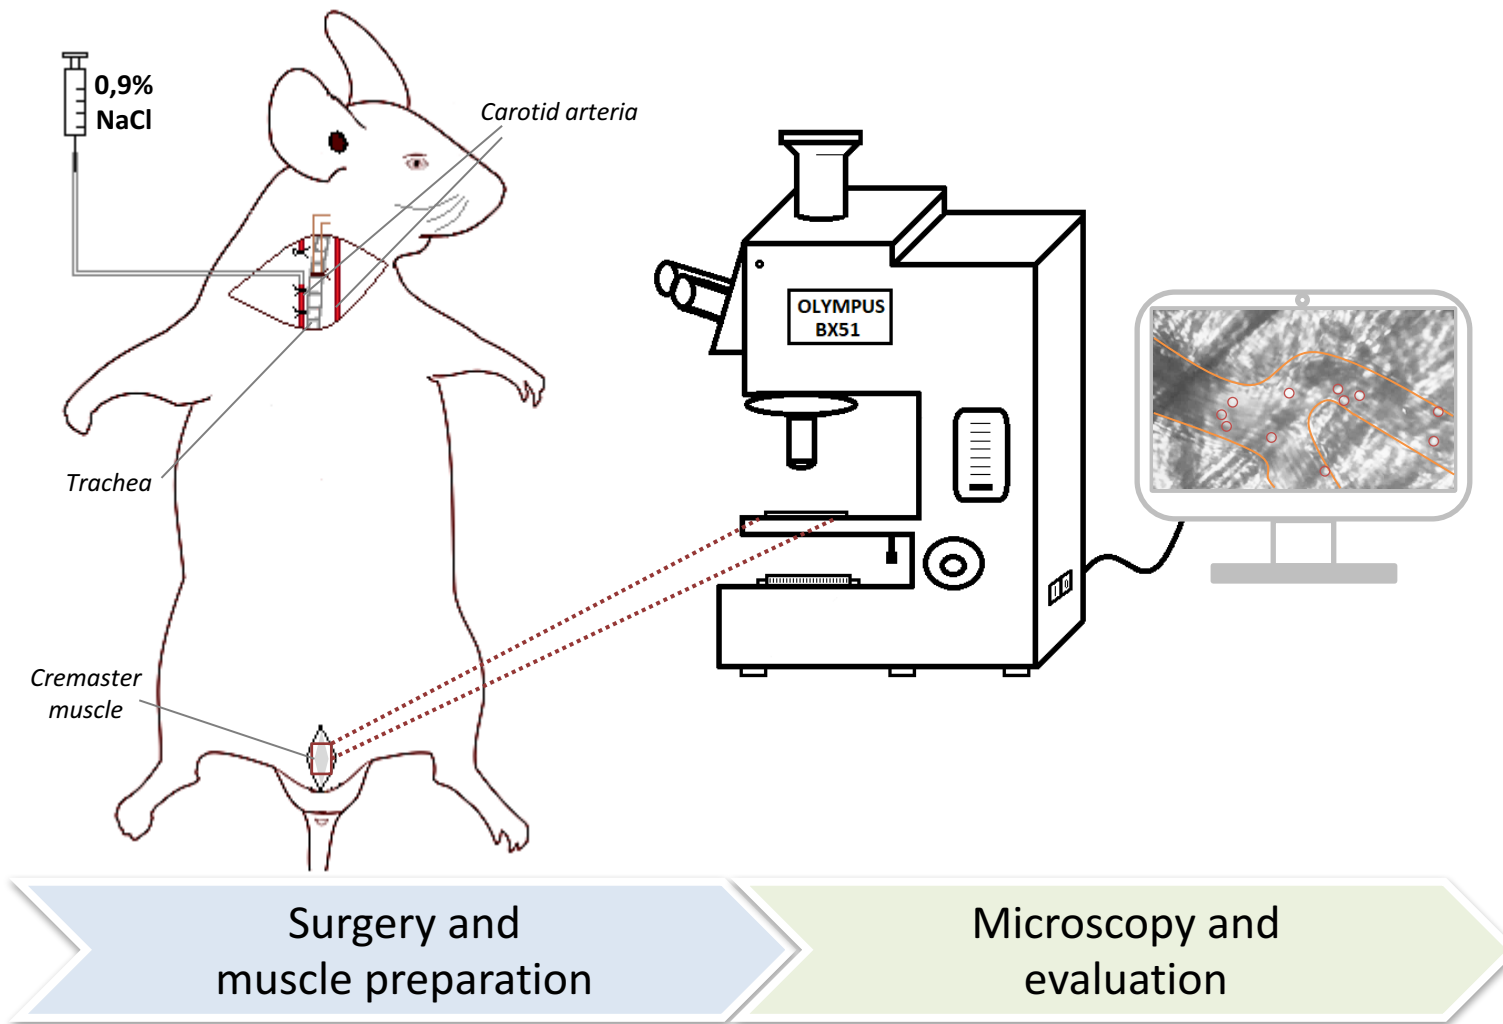 0,9%
NaCl
Carotid arteria
OLYMPUS
BX51
Trachea
Cremaster
muscle
Surgery and
muscle preparation
Microscopy and
evaluation